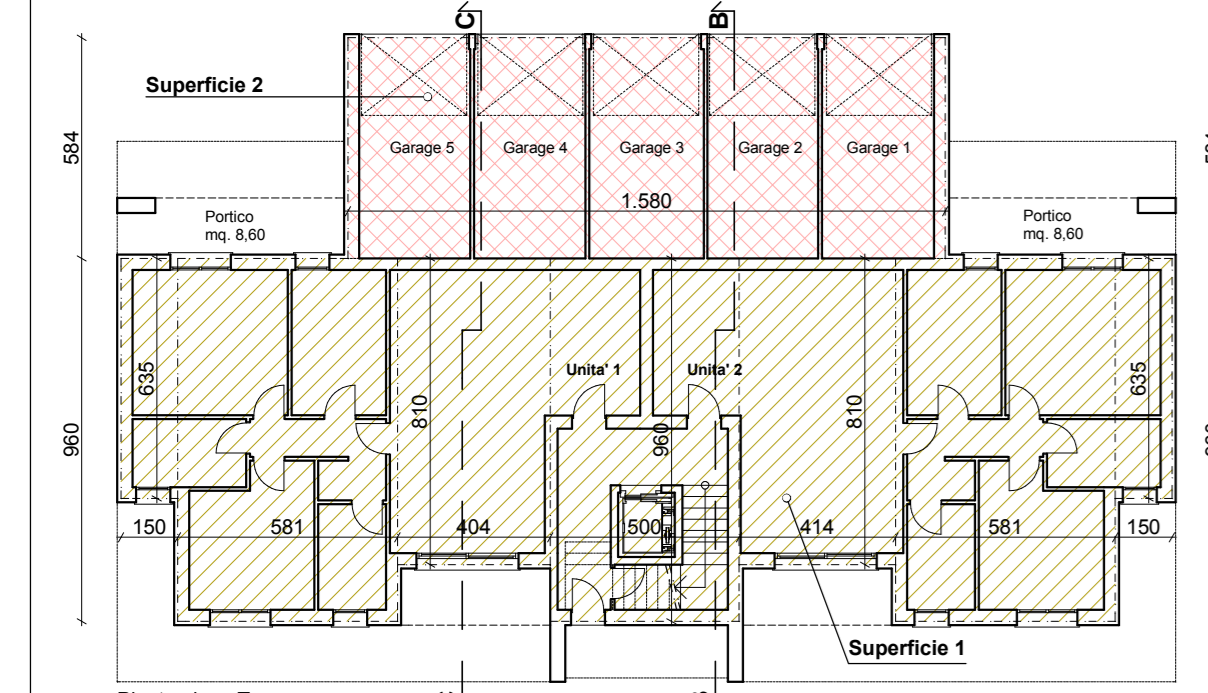 C
B
Superficie 2
584
Garage 5
Garage 4
Garage 3
Garage 2
Garage 1
1.580
Portico
mq. 8,60
Portico
mq. 8,60
635
810
Unita' 1
Unita' 2
960
810
635
960
150
581
404
500
414
581
150
Superficie 1